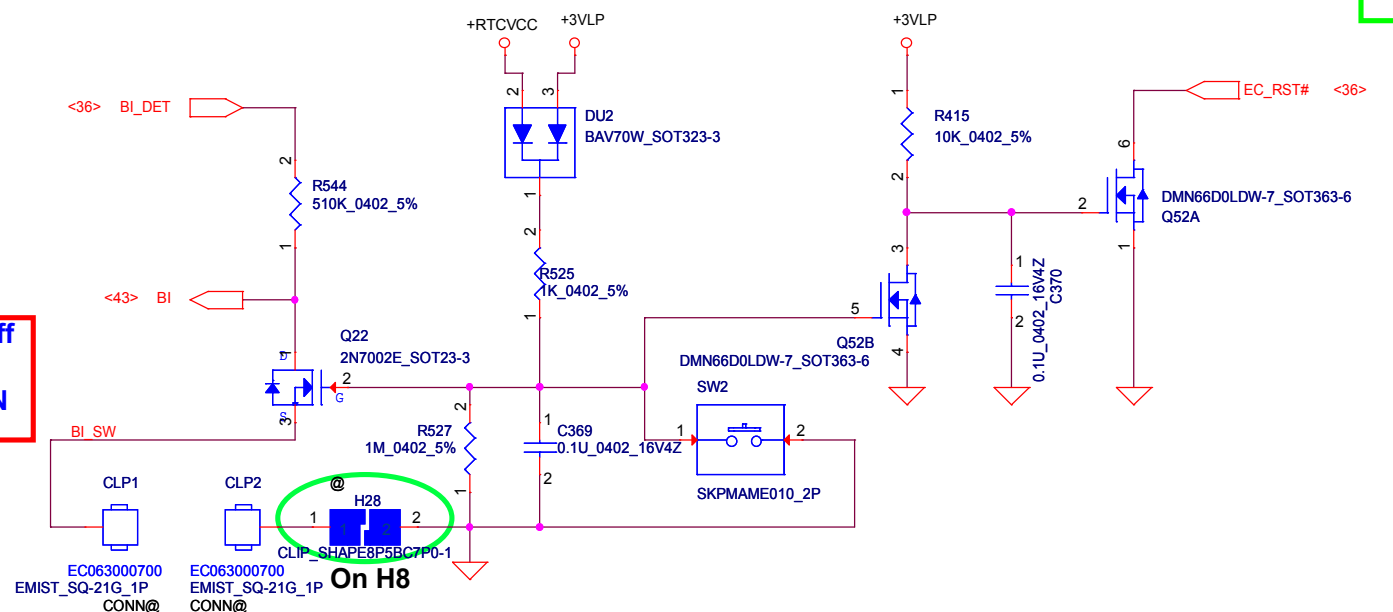 +RTCVCC
+3VLP
+3VLP
<36> BI_DET
EC_RST# <36>
2
3
1
DU2
BAV70W_SOT323-3
R415
10K_0402_5%
6
2
R544
510K_0402_5%
2
1
2
DMN66D0LDW-7_SOT363-6
Q52A
2
1
R525
1K_0402_5%
3
1
1
0.1U_0402_16V4Z
C370
<43> BI
1
5
2
ff
Q22
2N7002E_SOT23-3
Q52B
DMN66D0LDW-7_SOT363-6
4
D
1
2
G
SW2
N
S
3
BI_SW
2
R527
1M_0402_5%
1
C369
0.1U_0402_16V4Z
1
2
CLP1
CLP2
@
1
2
SKPMAME010_2P
H28
1
1
2
2
CLIP_SHAPE8P5BC7P0-1
EC063000700
EMIST_SQ-21G_1P
CONN@
EC063000700
EMIST_SQ-21G_1P
CONN@
On H8